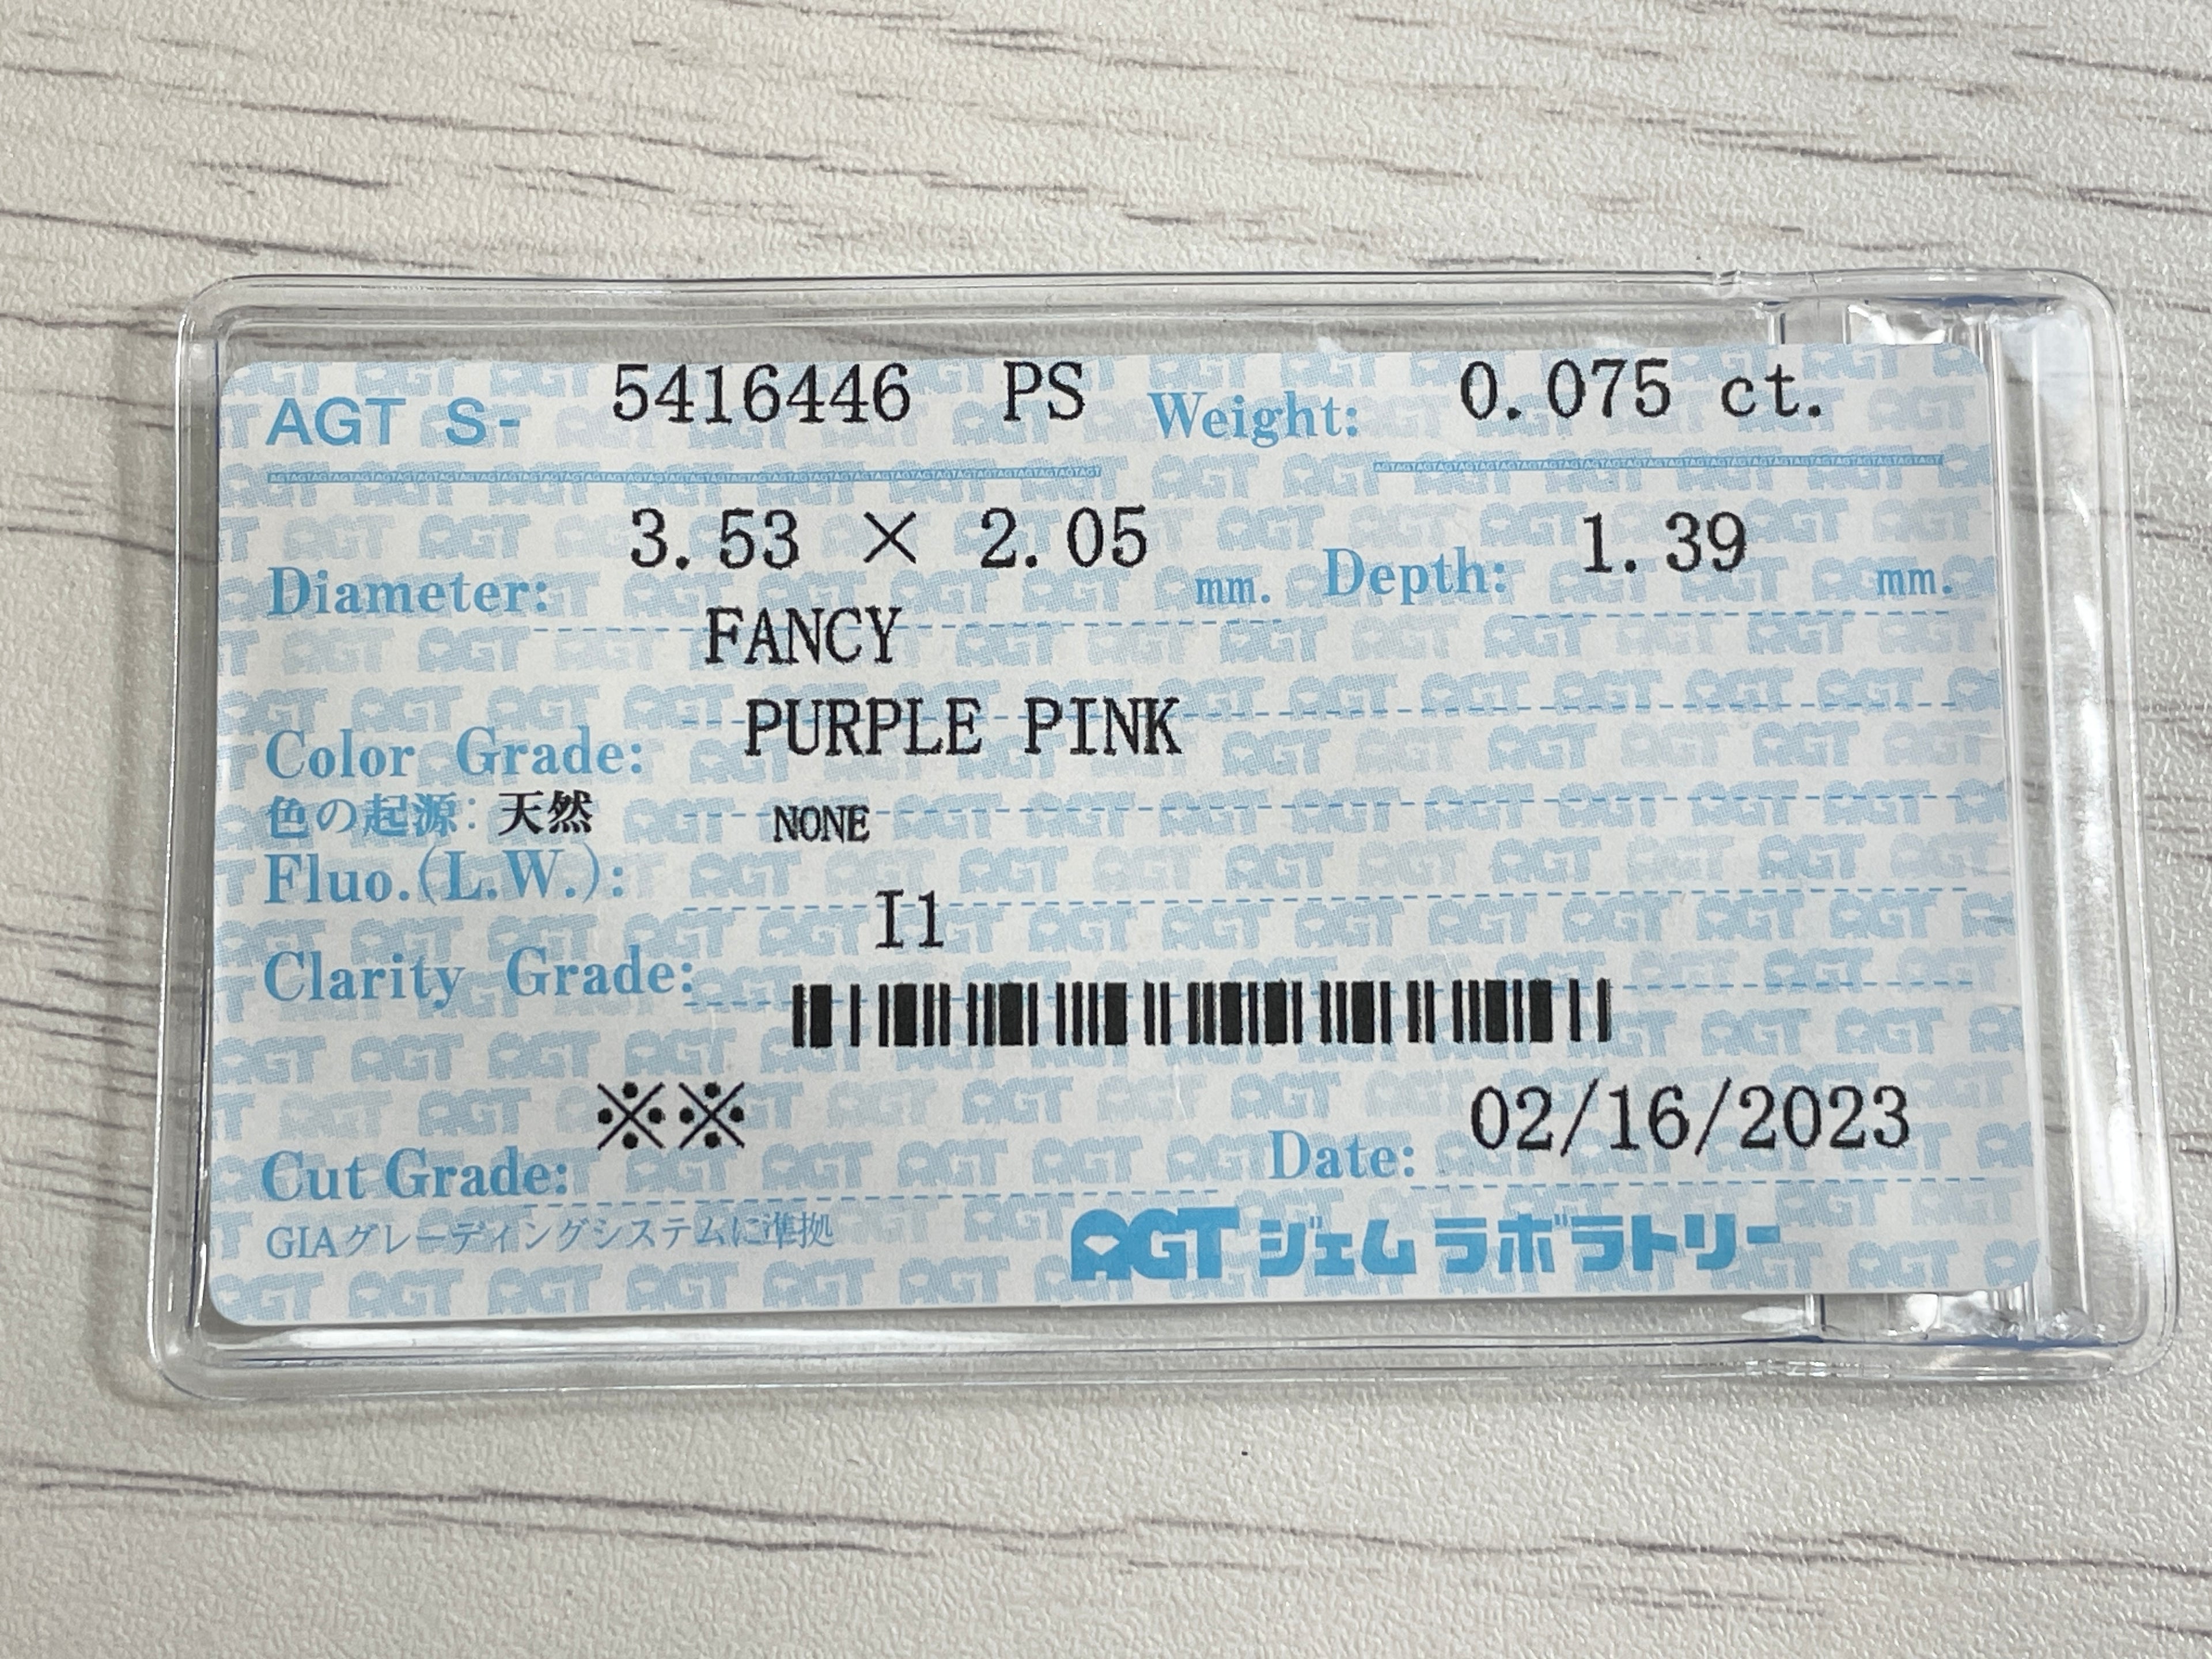 AGT S- 5416446 PS Weight: 0.075 ct.
Diameter: 3.53 × 2.05 mm. Depth: 1.39 mm.
FANCY
Color Grade: PURPLE PINK
色の起源: 天然
Fluo.(L.W.): NONE
Clarity Grade: I1
Cut Grade: ※※ Date: 02/16/2023
GIAグレーディングシステムに準拠 AGT ジェム ラボラトリー